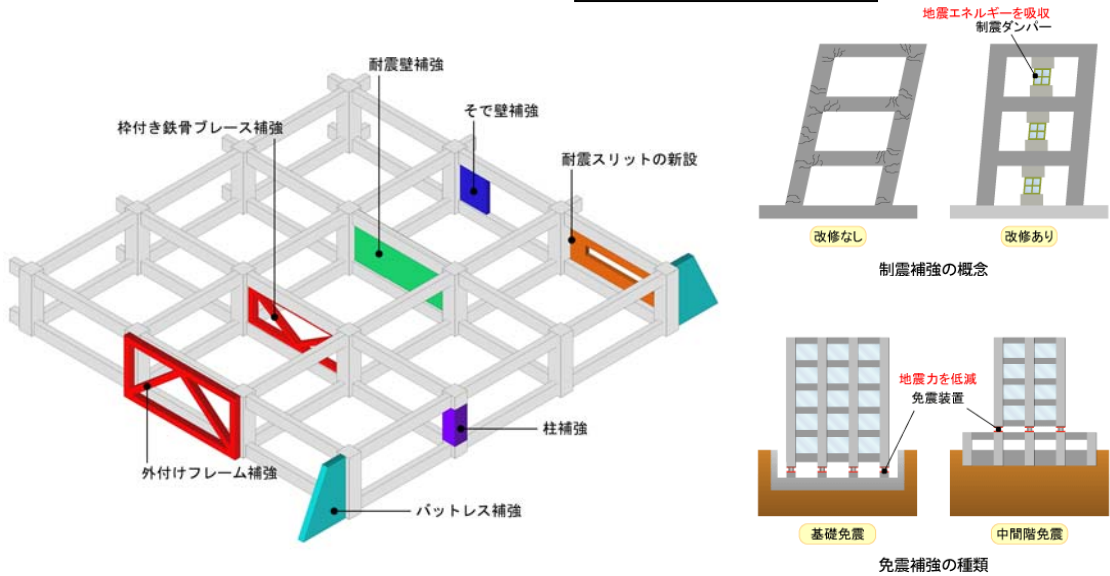 耐震壁補強
そで壁補強
枠付き鉄骨ブレース補強
耐震スリットの新設
外付けフレーム補強
柱補強
バットレス補強
地震エネルギーを吸収
制震ダンパー
改修なし
改修あり
制震補強の概念
地震力を低減
免震装置
基礎免震
中間階免震
免震補強の種類